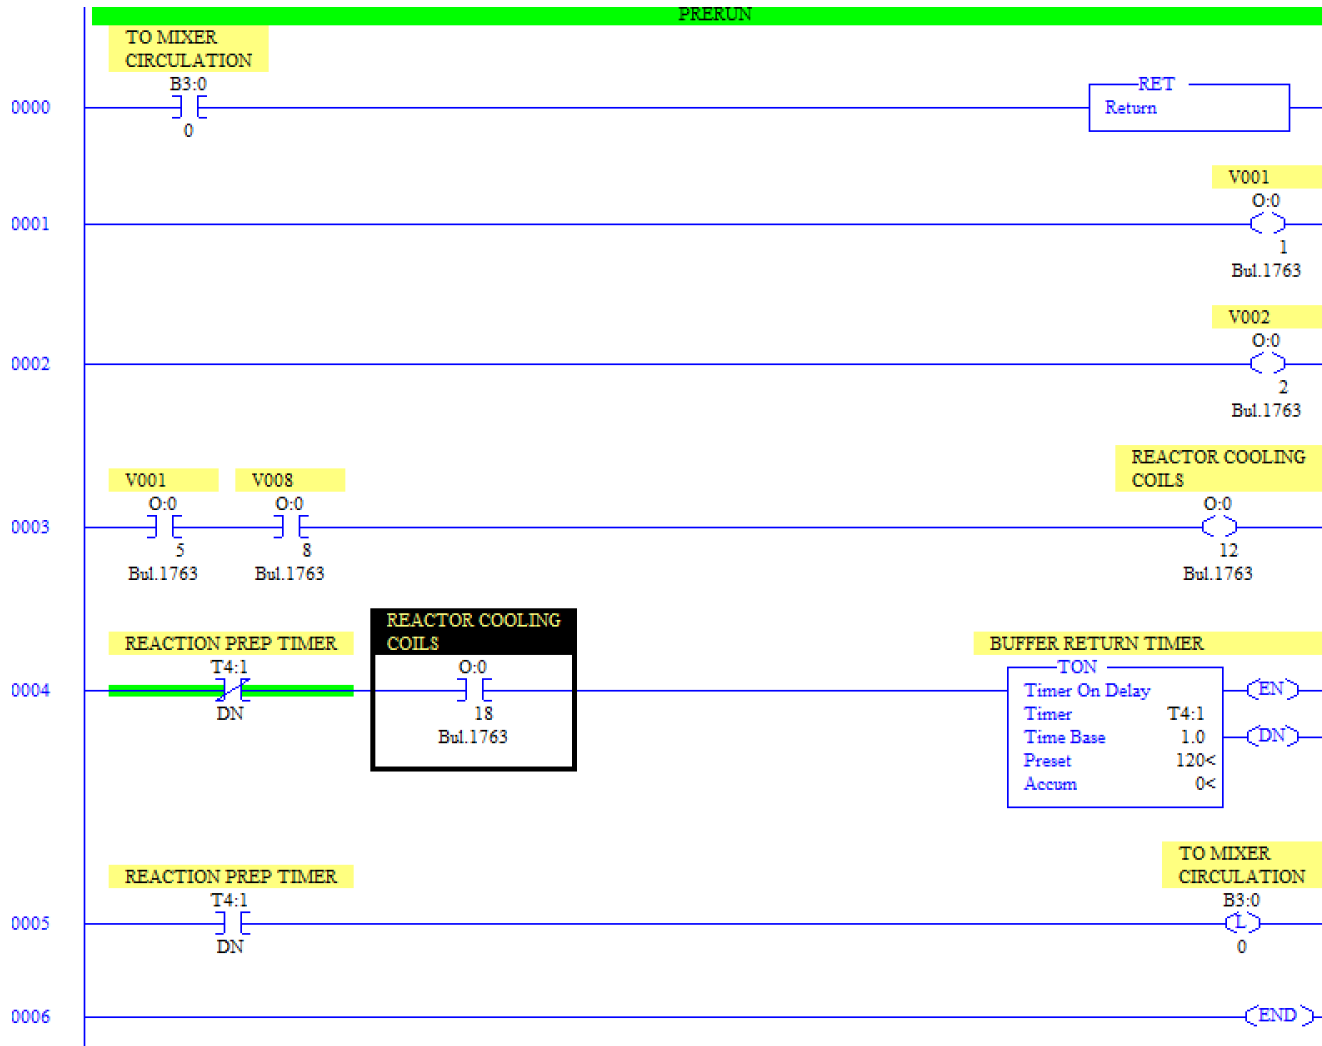 PRERUN
TO MIXER
CIRCULATION
B3:0
0
0000
RET
Return
V001
O:0
0001
1
Bul.1763
V002
O:0
0002
2
Bul.1763
REACTOR COOLING
COILS
O:0
12
Bul.1763
V001 V008
O:0 O:0
0003
5 8
Bul.1763 Bul.1763
REACTION PREP TIMER
T4:1
0004
DN
REACTOR COOLING
COILS
O:0
18
Bul.1763
BUFFER RETURN TIMER
TON
Timer On Delay
Timer T4:1
Time Base 1.0
Preset 120<
Accum 0<
EN
DN
REACTION PREP TIMER
T4:1
0005
DN
TO MIXER
CIRCULATION
B3:0
L
0
0006
END